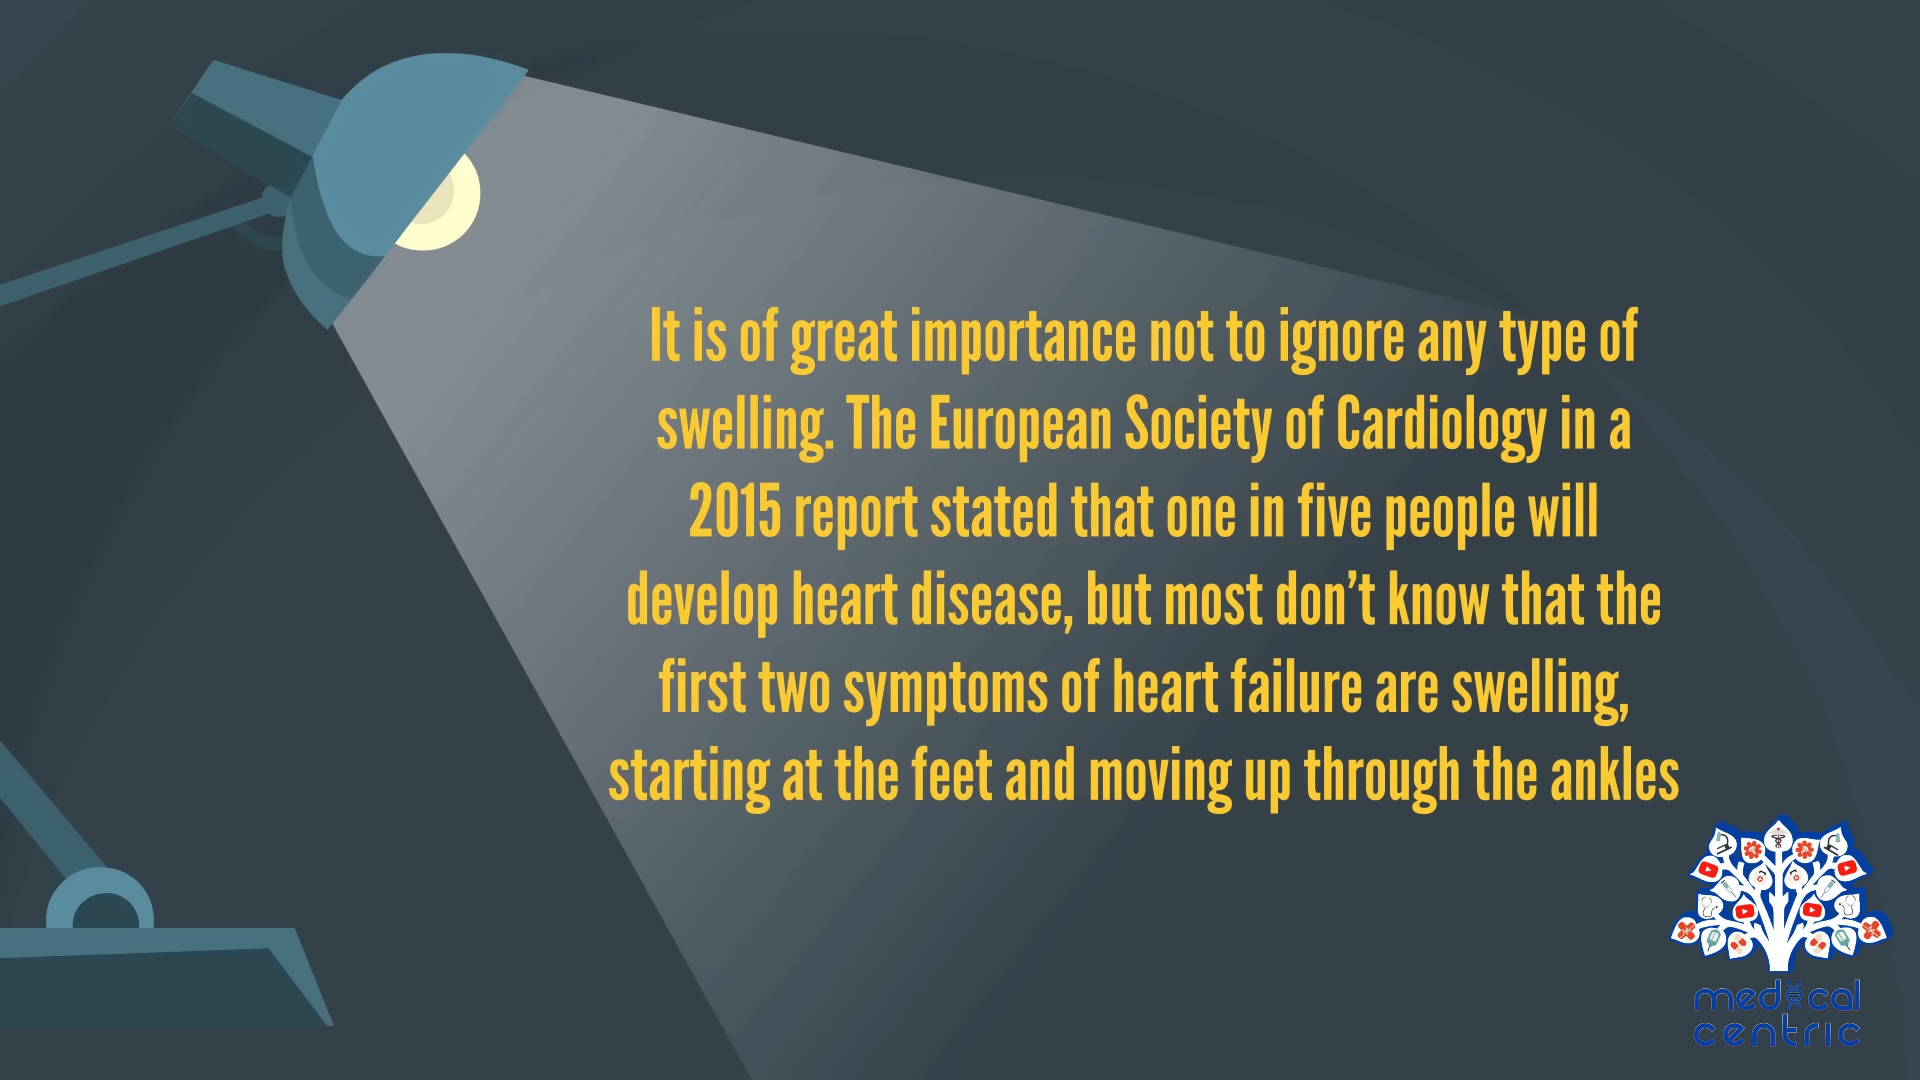 It is of great importance not to ignore any type of
swelling. The European Society of Cardiology in a
2015 report stated that one in five people will
develop heart disease, but most don’t know that the
first two symptoms of heart failure are swelling,
starting at the feet and moving up through the ankles
medical
centric